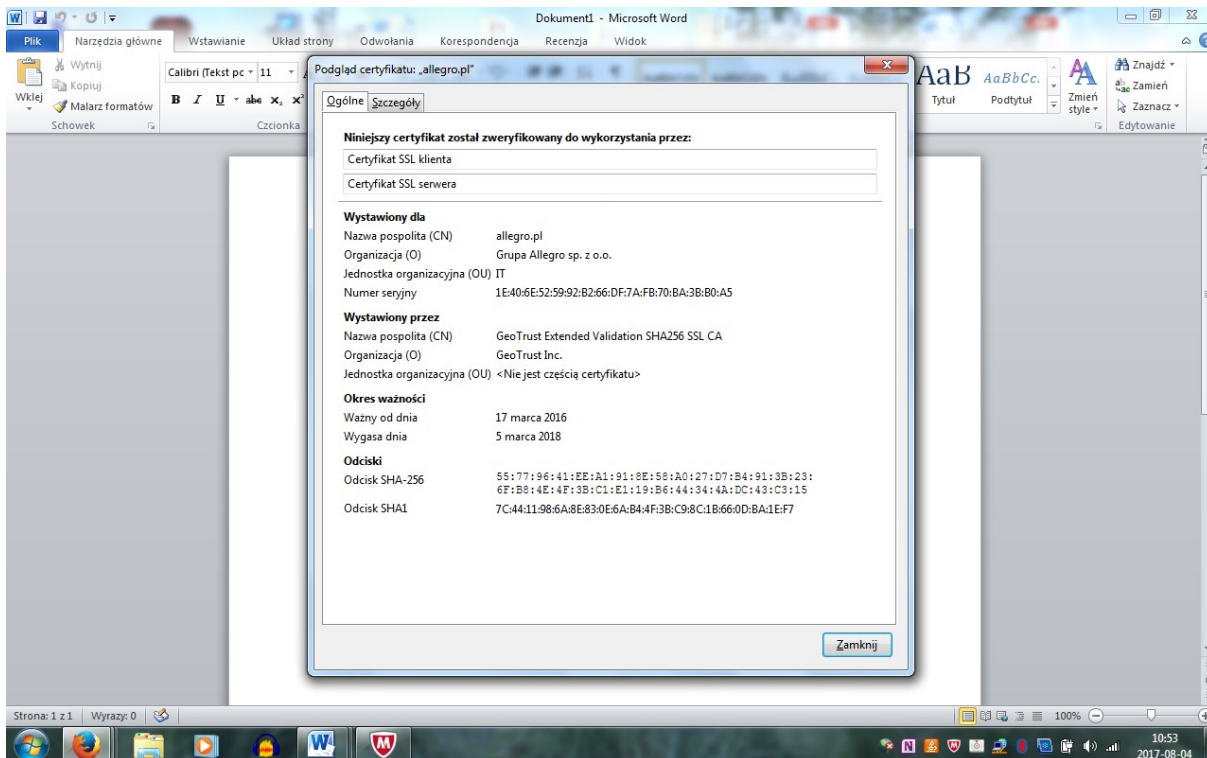 Dokument1 - Microsoft Word
Plik Narzędzia główne Wstawianie Układ strony Odwołania Korespondencja Recenzja Widok
Wklej
Wytnij
Kopiuj
Malarz formatów
Schowek
Calibri (Tekst pc 11
B I U abe x, x²
Czcionka
AaB AaBbCc.
Tytuł Podtytuł
Zmień
style
Znajdź
Zamień
Zaznacz
Edytowanie
Podgląd certyfikatu: „allegro.pl”
Ogólne Szczegóły
Niniejszy certyfikat został zweryfikowany do wykorzystania przez:
Certyfikat SSL klienta
Certyfikat SSL serwera
Wystawiony dla
Nazwa pospolita (CN) allegro.pl
Organizacja (O) Grupa Allegro sp. z o.o.
Jednostka organizacyjna (OU) IT
Numer seryjny 1E:40:6E:52:59:92:B2:66:DF:7A:FB:70:BA:3B:B0:A5
Wystawiony przez
Nazwa pospolita (CN) GeoTrust Extended Validation SHA256 SSL CA
Organizacja (O) GeoTrust Inc.
Jednostka organizacyjna (OU) <Nie jest częścią certyfikatu>
Okres ważności
Ważny od dnia 17 marca 2016
Wygasa dnia 5 marca 2018
Odciski
Odcisk SHA-256 55:77:96:41:EE:A1:91:8E:58:A0:27:D7:B4:91:3B:23:
6F:B8:4E:4F:3B:C1:E1:19:B6:44:34:4A:DC:43:C3:15
Odcisk SHA1 7C:44:11:98:6A:8E:83:0E:6A:B4:4F:3B:C9:8C:1B:66:0D:BA:1E:F7
Zamknij
Strona: 1 z 1 Wyrazy: 0 100%
10:53
2017-08-04